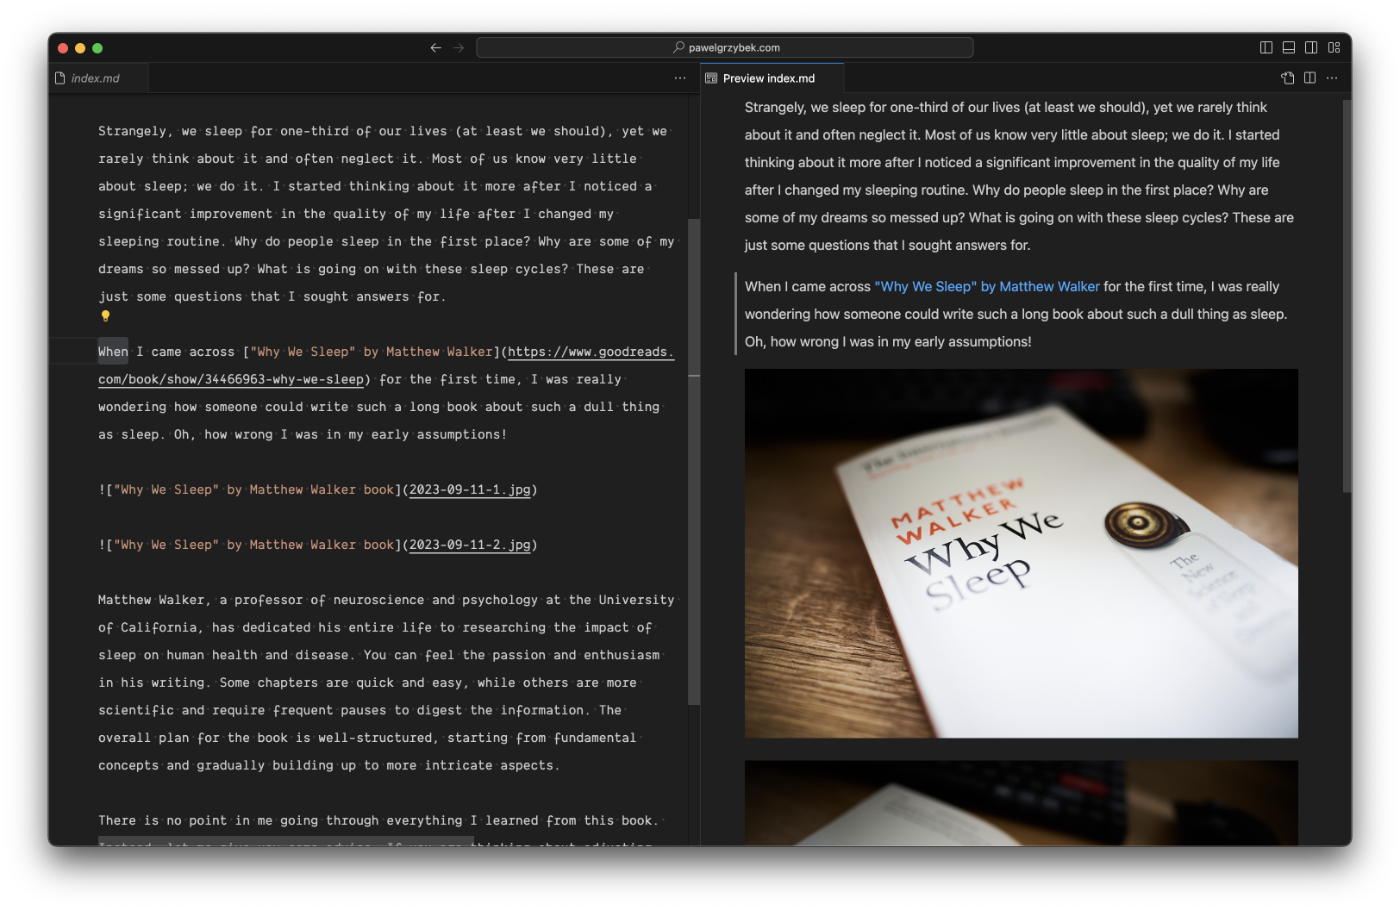 pawelgrzybek.com
index.md
Strangely, we sleep for one-third of our lives (at least we should), yet we
rarely think about it and often neglect it. Most of us know very little
about sleep; we do it. I started thinking about it more after I noticed a
significant improvement in the quality of my life after I changed my
sleeping routine. Why do people sleep in the first place? Why are some of my
dreams so messed up? What is going on with these sleep cycles? These are
just some questions that I sought answers for.
When I came across ["Why We Sleep" by Matthew Walker](https://www.goodreads.
com/book/show/34466963-why-we-sleep) for the first time, I was really
wondering how someone could write such a long book about such a dull thing
as sleep. Oh, how wrong I was in my early assumptions!
!["Why We Sleep" by Matthew Walker book](2023-09-11-1.jpg)
!["Why We Sleep" by Matthew Walker book](2023-09-11-2.jpg)
Matthew Walker, a professor of neuroscience and psychology at the University
of California, has dedicated his entire life to researching the impact of
sleep on human health and disease. You can feel the passion and enthusiasm
in his writing. Some chapters are quick and easy, while others are more
scientific and require frequent pauses to digest the information. The
overall plan for the book is well-structured, starting from fundamental
concepts and gradually building up to more intricate aspects.
There is no point in me going through everything I learned from this book.
Preview index.md
Strangely, we sleep for one-third of our lives (at least we should), yet we rarely think
about it and often neglect it. Most of us know very little about sleep; we do it. I started
thinking about it more after I noticed a significant improvement in the quality of my life
after I changed my sleeping routine. Why do people sleep in the first place? Why are
some of my dreams so messed up? What is going on with these sleep cycles? These are
just some questions that I sought answers for.
When I came across "Why We Sleep" by Matthew Walker for the first time, I was really
wondering how someone could write such a long book about such a dull thing as sleep.
Oh, how wrong I was in my early assumptions!
MATTHEW
WALKER
Why We
Sleep
The
New
Science
of Sleep
and